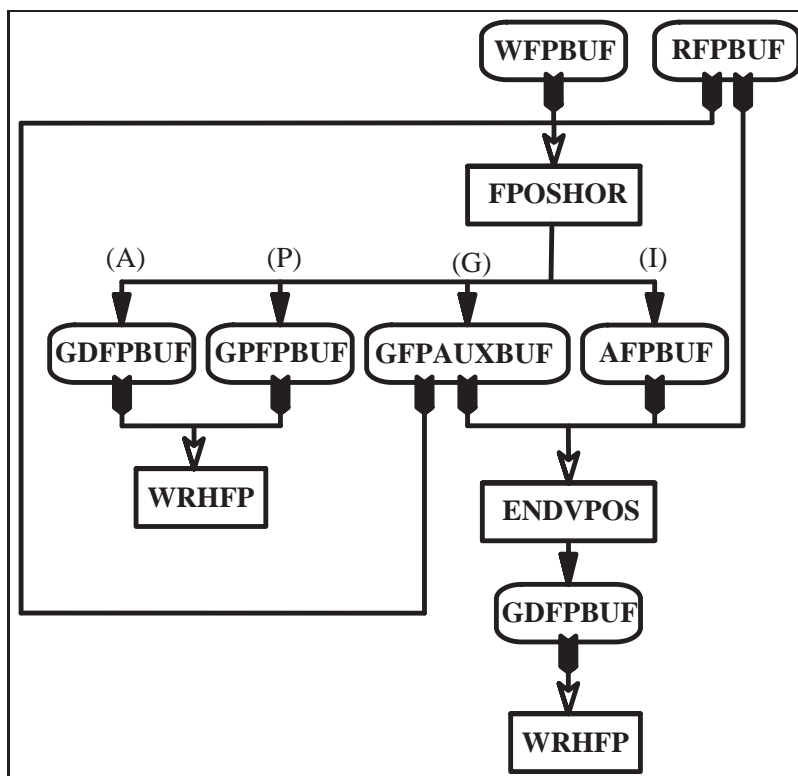 WFPBUF RFPBUF
FPOSHOR
(A) (P) (G) (I)
GDFPBUF GPFPBUF GFPAUXBUF AFPBUF
WRHFP ENDVPOS
GDFPBUF
WRHFP